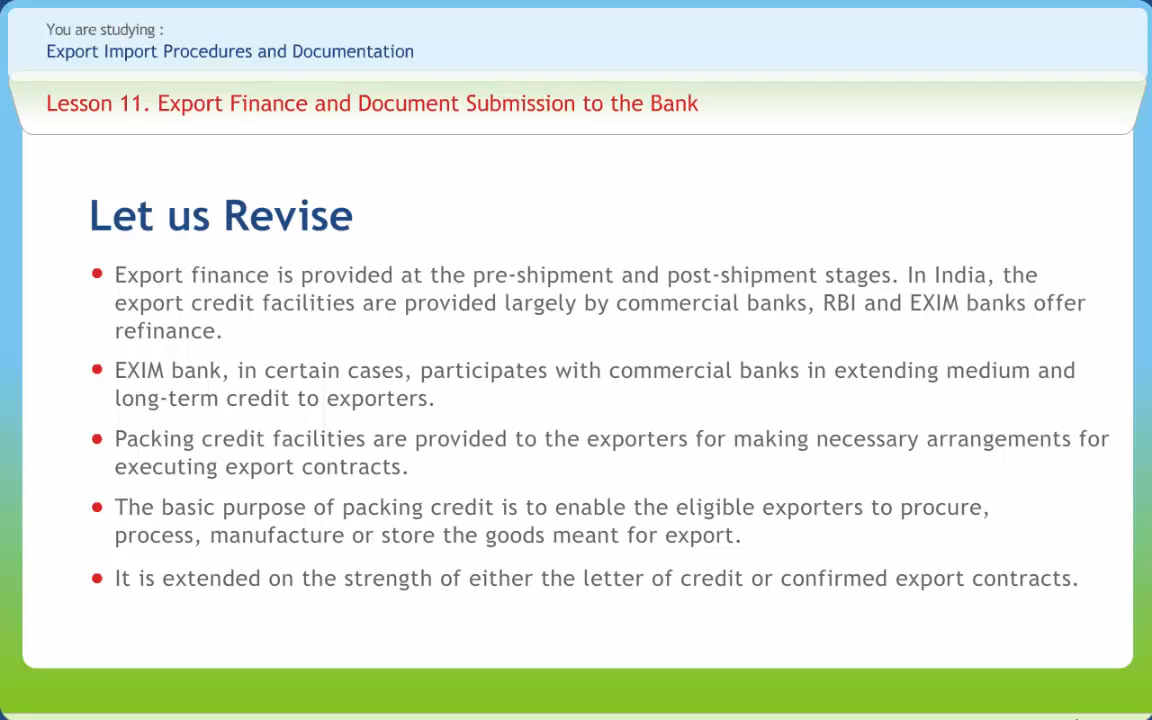 You are studying :
Export Import Procedures and Documentation
Lesson 11. Export Finance and Document Submission to the Bank
Let us Revise
• Export finance is provided at the pre-shipment and post-shipment stages. In India, the
export credit facilities are provided largely by commercial banks, RBI and EXIM banks offer
refinance.
• EXIM bank, in certain cases, participates with commercial banks in extending medium and
long-term credit to exporters.
• Packing credit facilities are provided to the exporters for making necessary arrangements for
executing export contracts.
• The basic purpose of packing credit is to enable the eligible exporters to procure,
process, manufacture or store the goods meant for export.
• It is extended on the strength of either the letter of credit or confirmed export contracts.